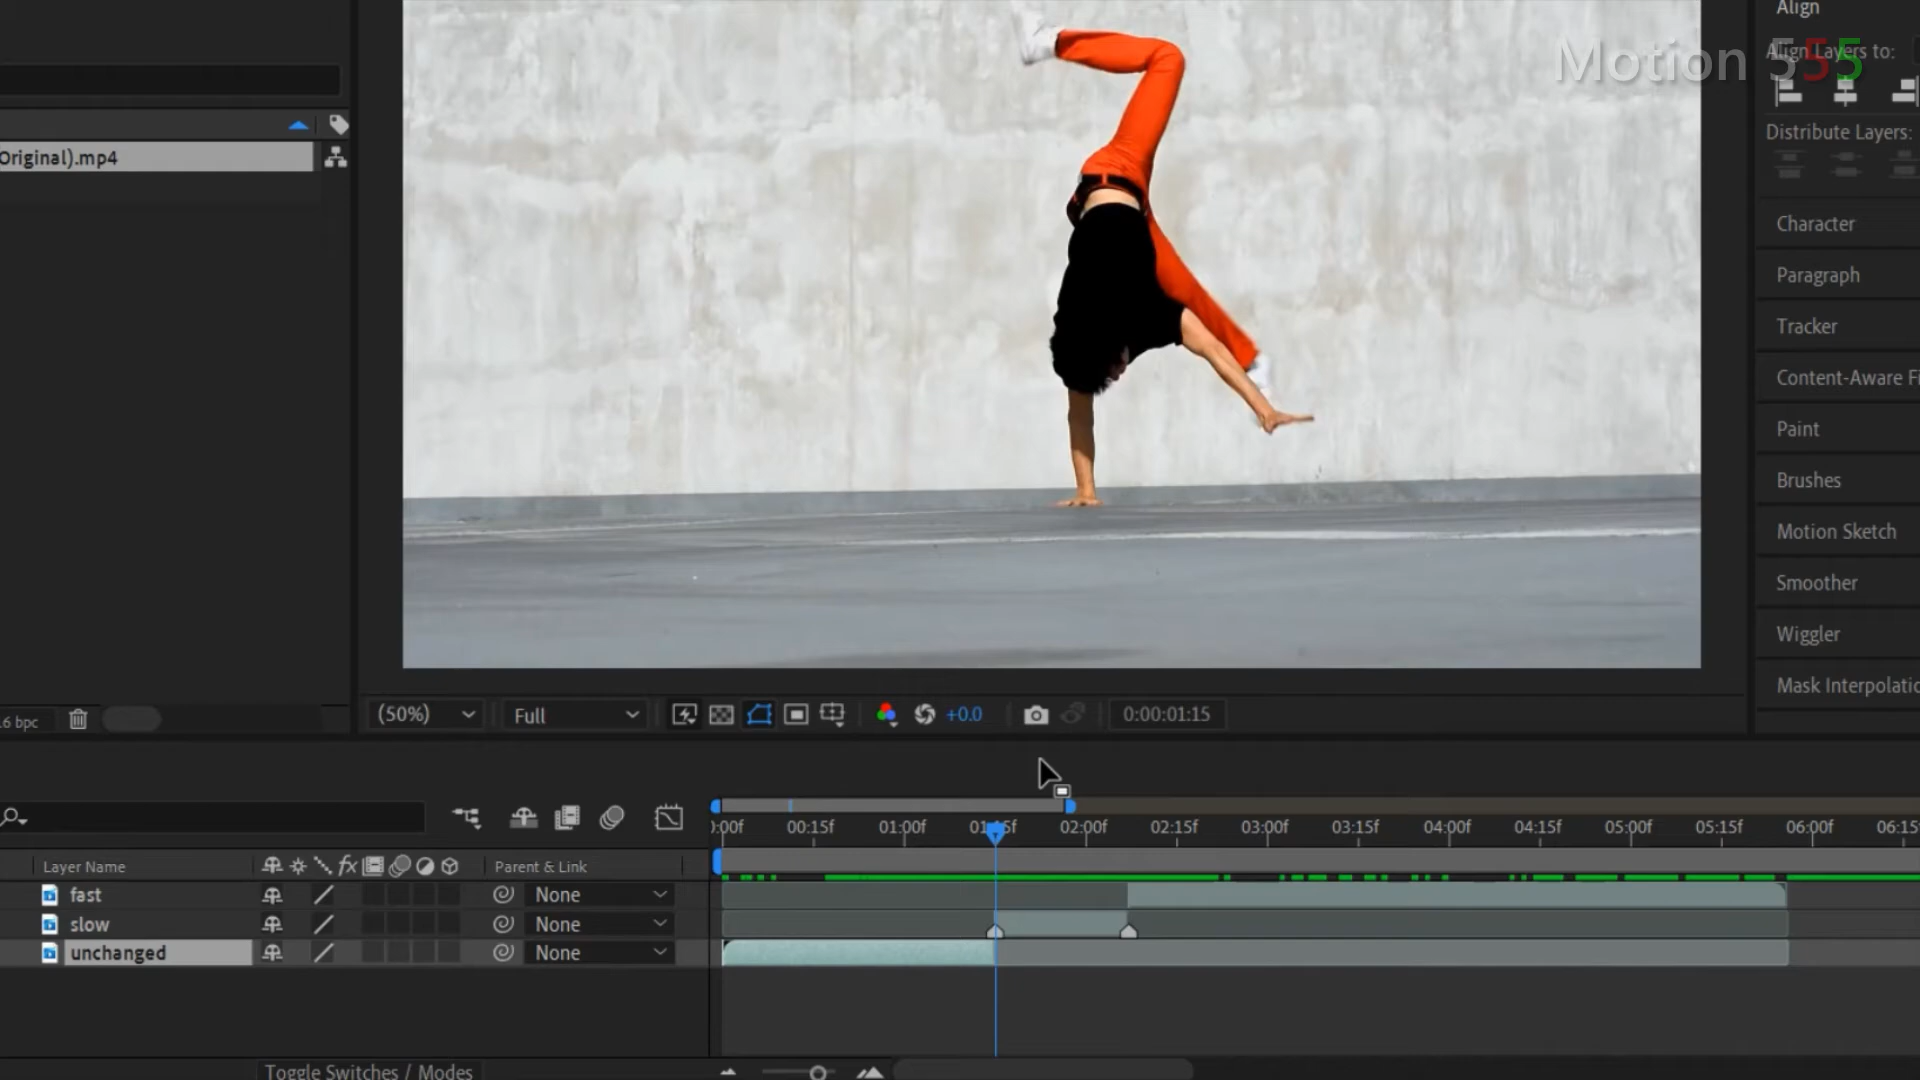 Align
Align Layers to:
Motion 555
Distribute Layers:
Original).mp4
Character
Paragraph
Tracker
Content-Aware Fi
Paint
Brushes
Motion Sketch
Smoother
Wiggler
Mask Interpolatio
6 bpc
(50%)
Full
+0.0
0:00:01:15
):00f 00:15f 01:00f 01:15f 02:00f 02:15f 03:00f 03:15f 04:00f 04:15f 05:00f 05:15f 06:00f 06:15
Layer Name
fx
Parent & Link
fast
None
slow
None
unchanged
None
Toggle Switches / Modes